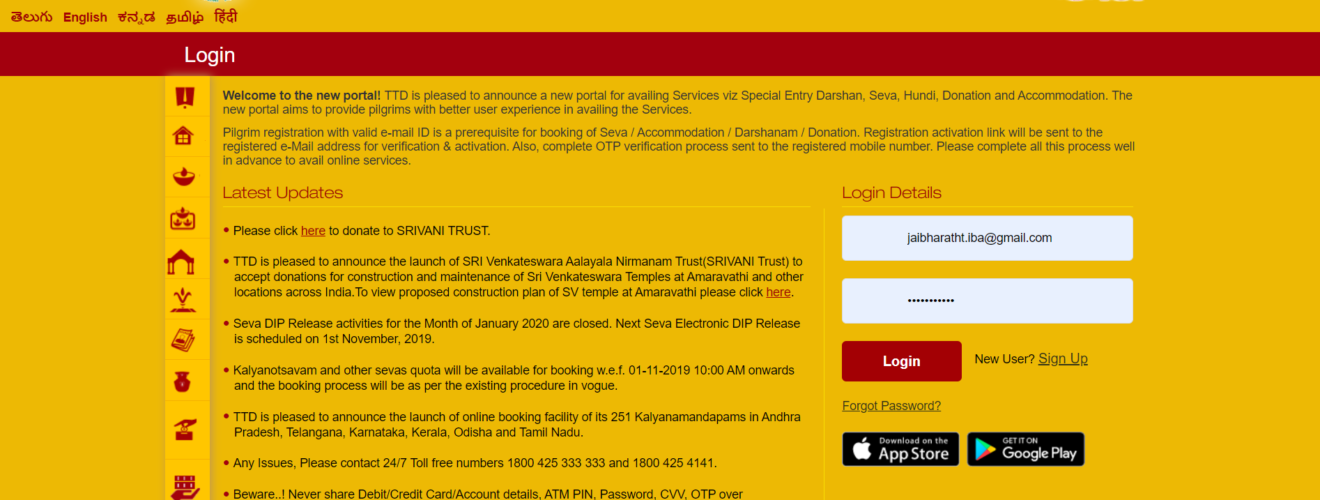 తెలుగు English ಕನ್ನಡ தமிழ் हिंदी
Login
Welcome to the new portal! TTD is pleased to announce a new portal for availing Services viz Special Entry Darshan, Seva, Hundi, Donation and Accommodation. The
new portal aims to provide pilgrims with better user experience in availing the Services.
Pilgrim registration with valid e-mail ID is a prerequisite for booking of Seva / Accommodation / Darshanam / Donation. Registration activation link will be sent to the
registered e-Mail address for verification & activation. Also, complete OTP verification process sent to the registered mobile number. Please complete all this process well
in advance to avail online services.
Latest Updates
• Please click here to donate to SRIVANI TRUST.
• TTD is pleased to announce the launch of SRI Venkateswara Aalayala Nirmanam Trust(SRIVANI Trust) to
accept donations for construction and maintenance of Sri Venkateswara Temples at Amaravathi and other
locations across India.To view proposed construction plan of SV temple at Amaravathi please click here.
• Seva DIP Release activities for the Month of January 2020 are closed. Next Seva Electronic DIP Release
is scheduled on 1st November, 2019.
• Kalyanotsavam and other sevas quota will be available for booking w.e.f. 01-11-2019 10:00 AM onwards
and the booking process will be as per the existing procedure in vogue.
• TTD is pleased to announce the launch of online booking facility of its 251 Kalyanamandapams in Andhra
Pradesh, Telangana, Karnataka, Kerala, Odisha and Tamil Nadu.
• Any Issues, Please contact 24/7 Toll free numbers 1800 425 333 333 and 1800 425 4141.
• Beware..! Never share Debit/Credit Card/Account details, ATM PIN, Password, CVV, OTP over
Login Details
jaibharatht.iba@gmail.com
•••••••••••
Login
New User? Sign Up
Forgot Password?
Download on the
App Store
GET IT ON
Google Play